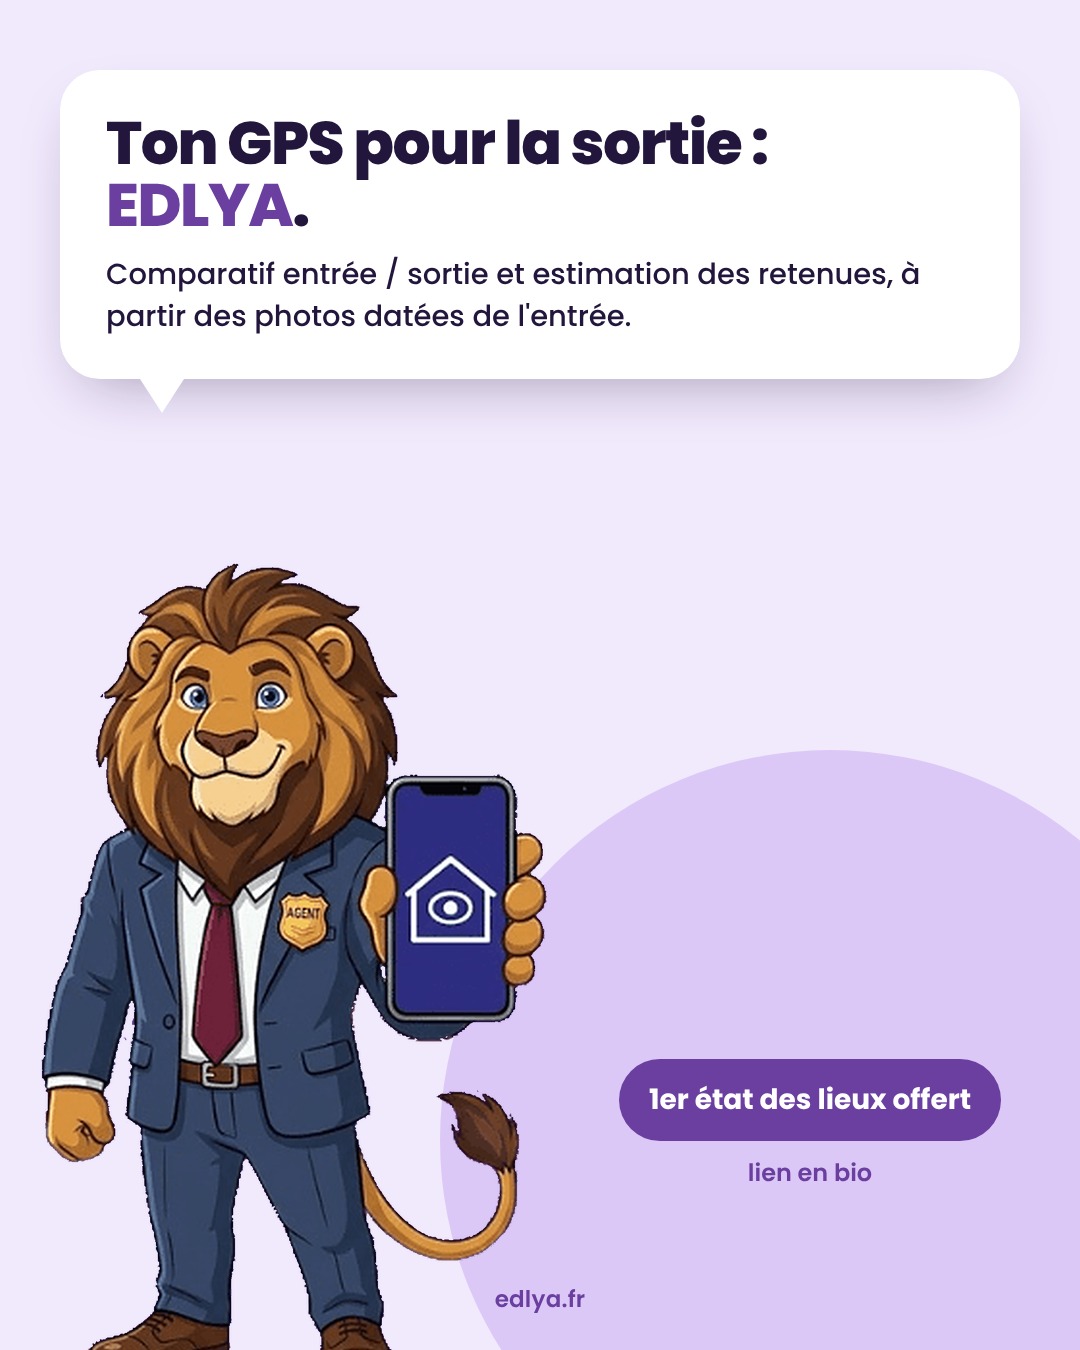 Ton GPS pour la sortie :
EDLYA.
Comparatif entrée / sortie et estimation des retenues, à
partir des photos datées de l'entrée.
AGENT
1er état des lieux offert
lien en bio
edlya.fr